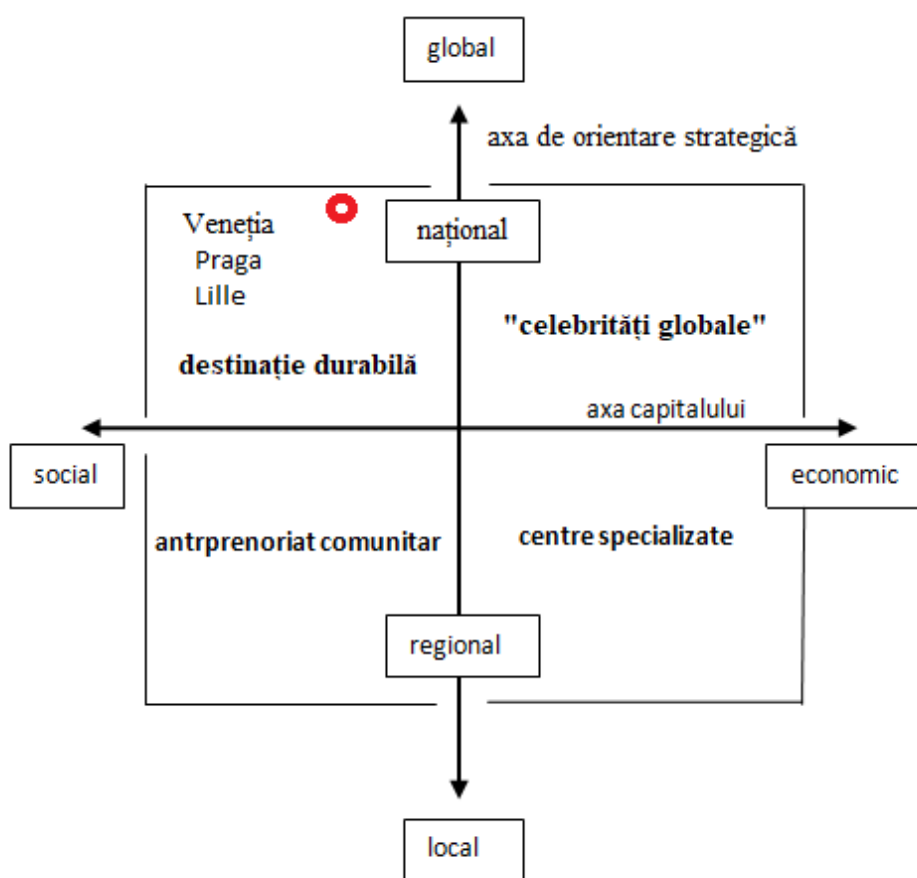 global
axa de orientare strategică
Veneția
național
Praga
Lille
"celebrități globale"
destinație durabilă
axa capitalului
social
economic
antrprenoriat comunitar
centre specializate
regional
local